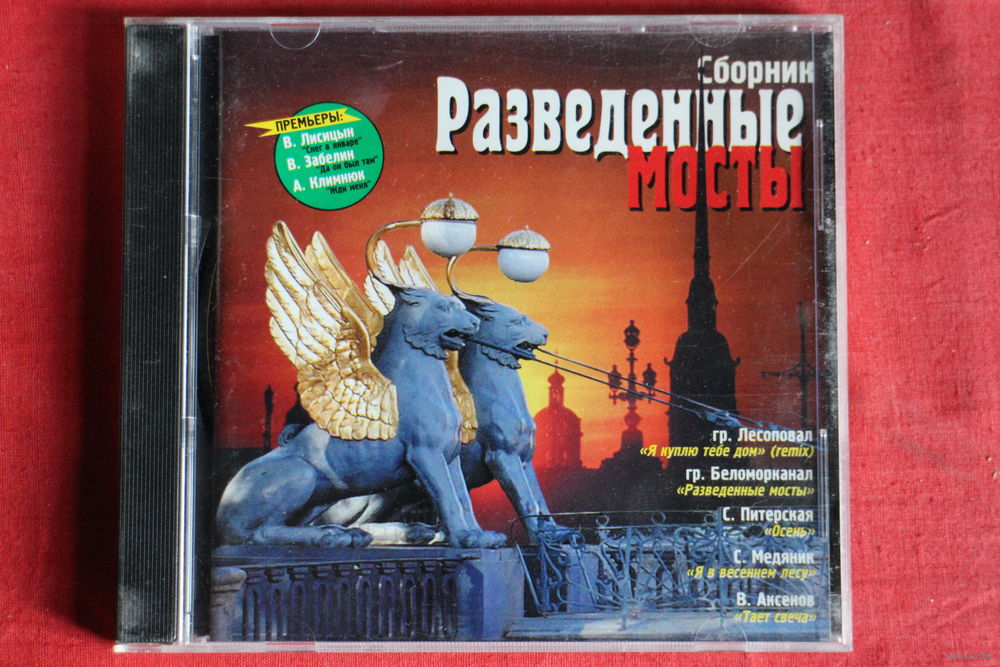 Сборник
Разведенные
мосты
ПРЕМЬЕРЫ:
В. Лисицын
"Снег в январе"
В. Забелин
"Да он был там"
А. Климнюк
"Жди меня"
гр. Лесоповал
«Я куплю тебе дом» (remix)
гр. Беломорканал
«Разведенные мосты»
С. Питерская
«Осень»
С. Медяник
«Я в весеннем лесу»
В. Аксенов
«Тает свеча»